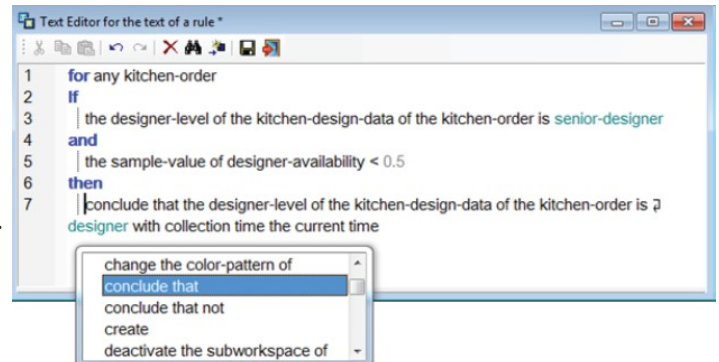 Text Editor for the text of a rule *
1 for any kitchen-order
2 If
3 the designer-level of the kitchen-design-data of the kitchen-order is senior-designer
4 and
5 the sample-value of designer-availability < 0.5
6 then
7 conclude that the designer-level of the kitchen-design-data of the kitchen-order is
designer with collection time the current time
change the color-pattern of
conclude that
conclude that not
create
deactivate the subworkspace of